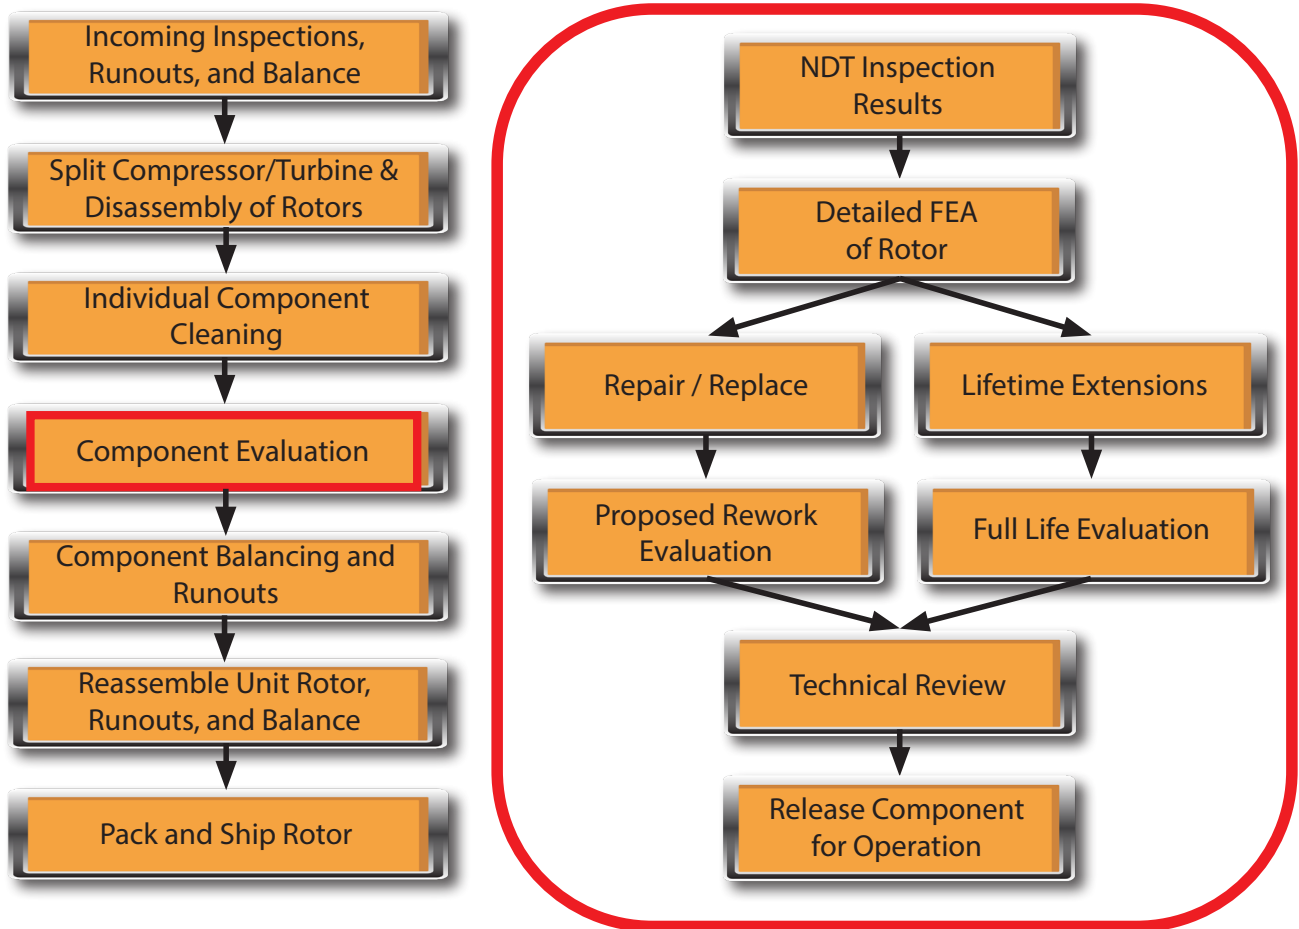 Incoming Inspections,
Runouts, and Balance
Split Compressor/Turbine &
Disassembly of Rotors
Individual Component
Cleaning
Component Evaluation
Component Balancing and
Runouts
Reassemble Unit Rotor,
Runouts, and Balance
Pack and Ship Rotor
NDT Inspection
Results
Detailed FEA
of Rotor
Repair / Replace
Lifetime Extensions
Proposed Rework
Evaluation
Full Life Evaluation
Technical Review
Release Component
for Operation